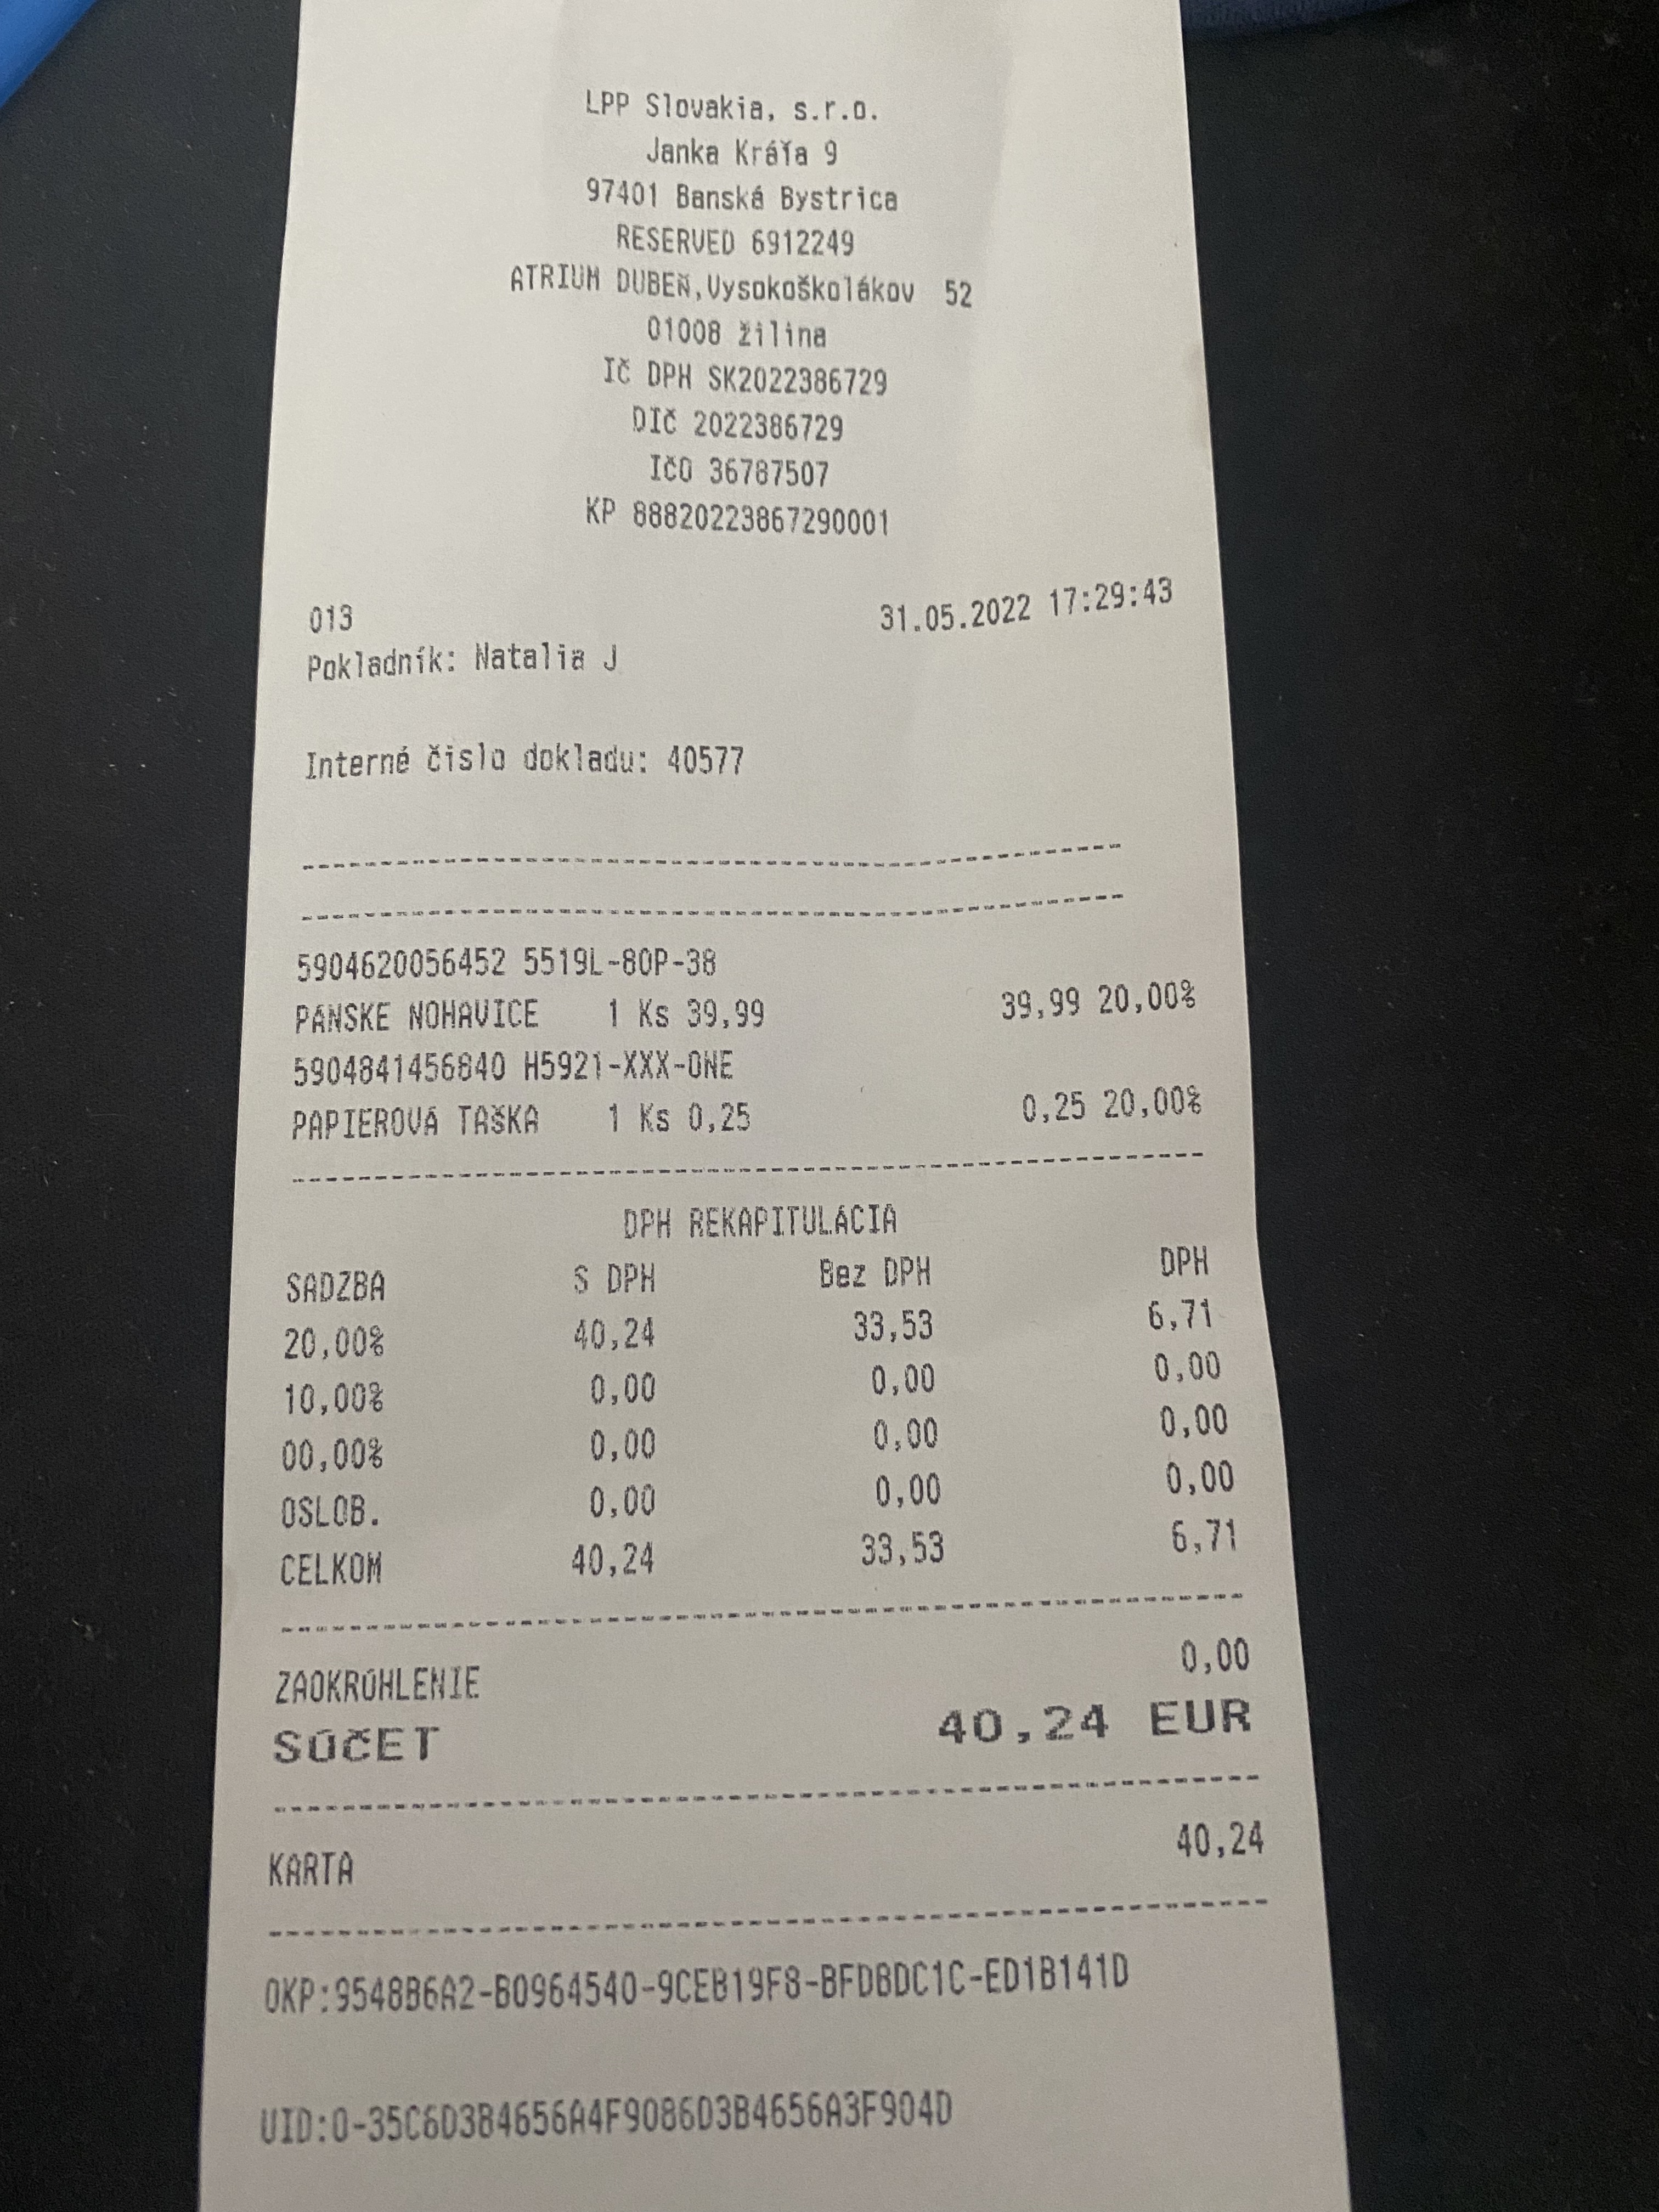 LPP Slovakia, s.r.o.
Janka Kráľa 9
97401 Banská Bystrica
RESERVED 6912249
ATRIUM DUBEŇ,Vysokoškolákov 52
01008 žilina
Ič DPH SK2022386729
DIč 2022386729
IčO 36787507
KP 88820223867290001
013 31.05.2022 17:29:43
Pokladník: Natalia J
Interné čislo dokladu: 40577
5904620056452 5519L-80P-38
PÁNSKE NOHAVICE 1 Ks 39,99 39,99 20,00%
5904841456840 H5921-XXX-ONE
PAPIEROVÁ TAšKA 1 Ks 0,25 0,25 20,00%
DPH REKAPITULÁCIA
SADZBA S DPH Bez DPH DPH
20,00% 40,24 33,53 6,71
10,00% 0,00 0,00 0,00
00,00% 0,00 0,00 0,00
OSLOB. 0,00 0,00 0,00
CELKOM 40,24 33,53 6,71
ZAOKRÚHLENIE 0,00
SÚčET 40,24 EUR
KARTA 40,24
OKP:9548B6A2-B0964540-9CEB19F8-BFDBDC1C-ED1B141D
UID:O-35C6D3B4656A4F9086D3B4656A3F904D